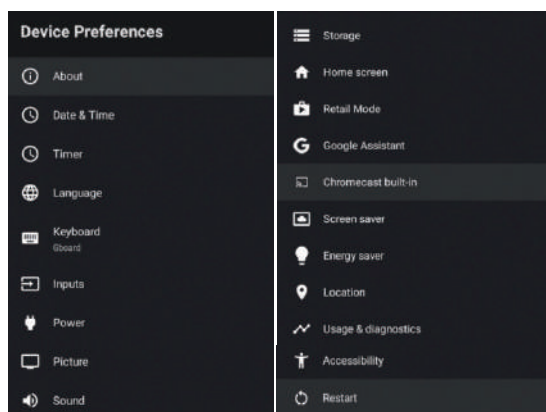 Device Preferences
About
Date & Time
Timer
Language
Keyboard
Gboard
Inputs
Power
Picture
Sound
Storage
Home screen
Retail Mode
Google Assistant
Chromecast built-in
Screen saver
Energy saver
Location
Usage & diagnostics
Accessibility
Restart